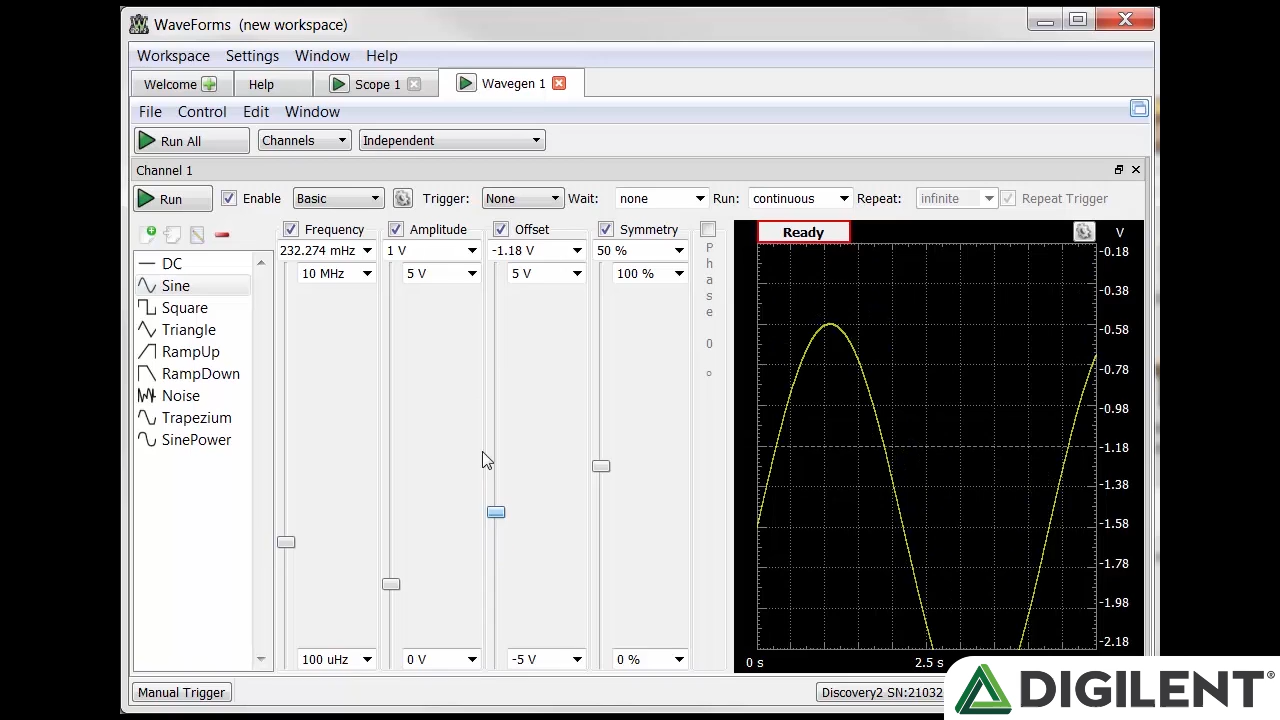 WaveForms (new workspace)
Workspace Settings Window Help
Welcome Help Scope 1 Wavegen 1
File Control Edit Window
Run All Channels Independent
Channel 1
Run Enable Basic Trigger: None Wait: none Run: continuous Repeat: infinite Repeat Trigger
Frequency Amplitude Offset Symmetry
232.274 mHz 1 V -1.18 V 50 %
10 MHz 5 V 5 V 100 %
100 uHz 0 V -5 V 0 %
DC
Sine
Square
Triangle
RampUp
RampDown
Noise
Trapezium
SinePower
Phase 0 °
Ready V
-0.18
-0.38
-0.58
-0.78
-0.98
-1.18
-1.38
-1.58
-1.78
-1.98
-2.18
0 s 2.5 s
Manual Trigger Discovery2 SN:21032
DIGILENT®